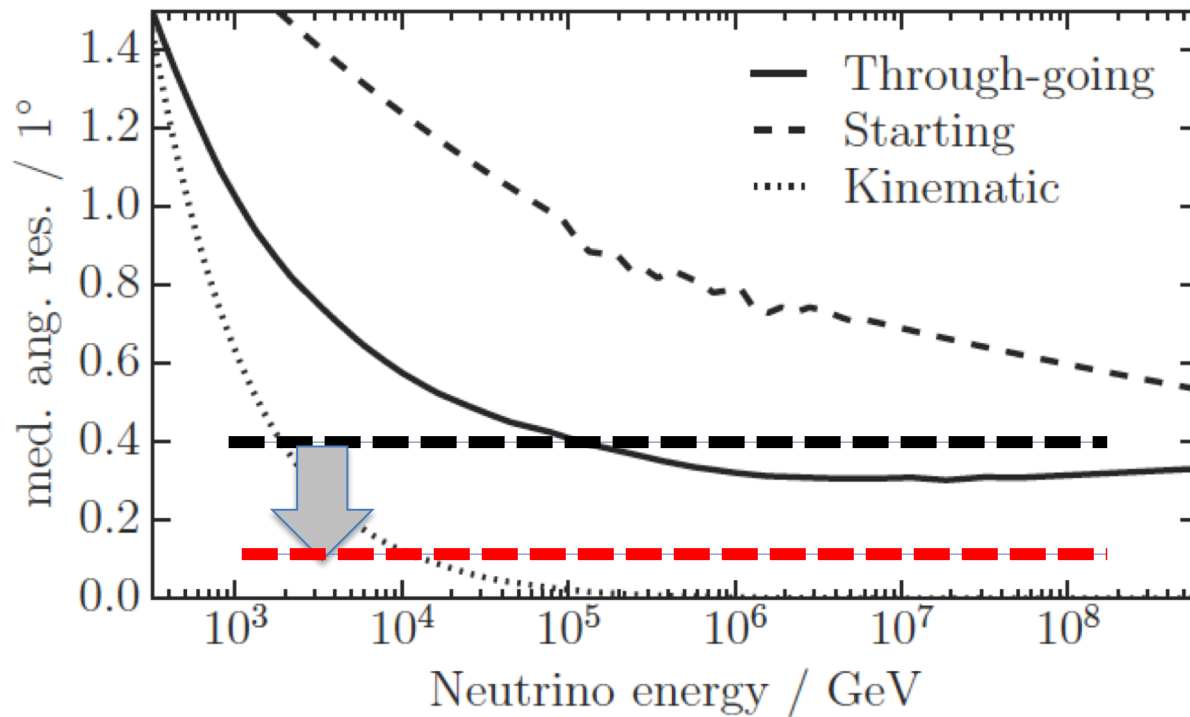 med. ang. res. / 1°
1.4
1.2
1.0
0.8
0.6
0.4
0.2
0.0
Through-going
Starting
Kinematic
10³ 10⁴ 10⁵ 10⁶ 10⁷ 10⁸
Neutrino energy / GeV